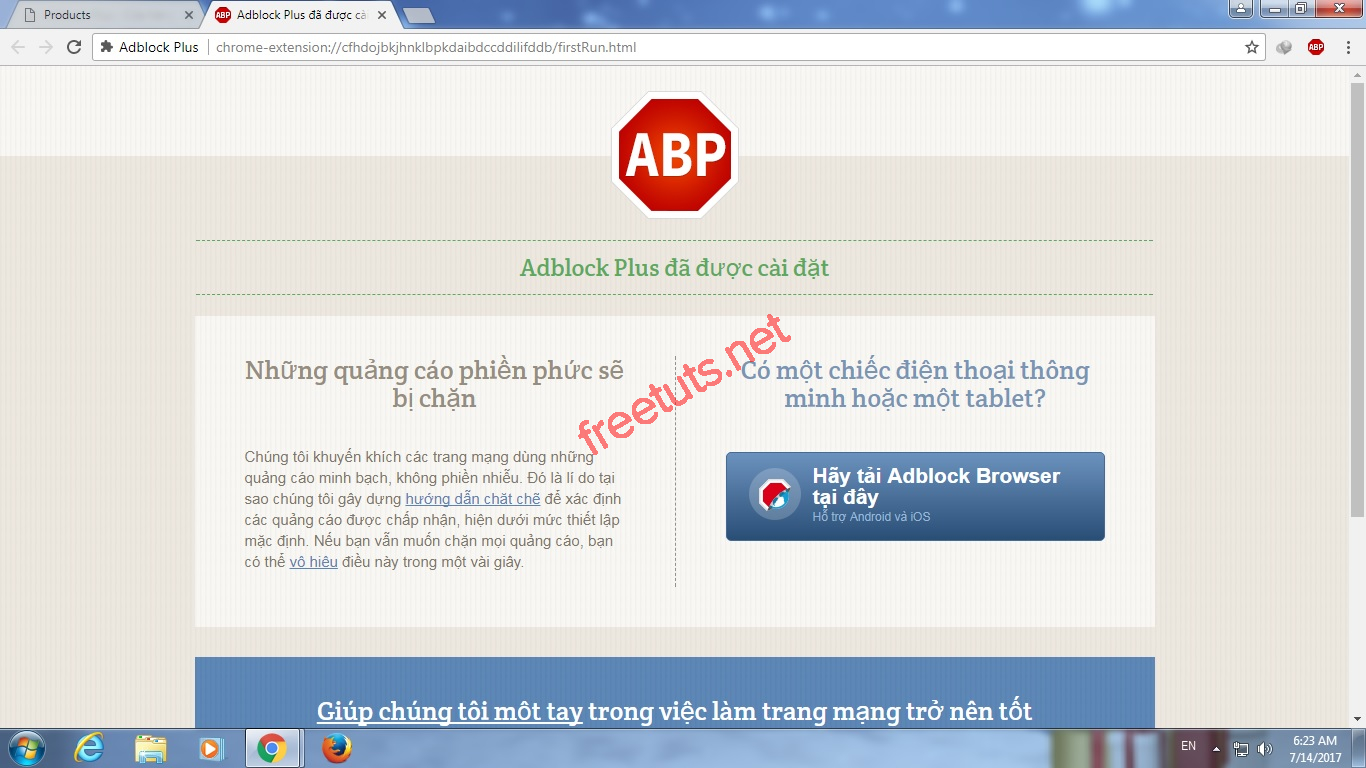 Products
ABP Adblock Plus đã được cà
Adblock Plus chrome-extension://cfhdojbkjhnklbpkdaibdccddilifddb/firstRun.html ABP
ABP
Adblock Plus đã được cài đặt
Những quảng cáo phiền phức sẽ
bị chặn
Chúng tôi khuyến khích các trang mạng dùng những
quảng cáo minh bạch, không phiền nhiễu. Đó là lí do tại
sao chúng tôi gây dựng hướng dẫn chặt chẽ để xác định
các quảng cáo được chấp nhận, hiện dưới mức thiết lập
mặc định. Nếu bạn vẫn muốn chặn mọi quảng cáo, bạn
có thể vô hiệu điều này trong một vài giây.
Có một chiếc điện thoại thông
minh hoặc một tablet?
Hãy tải Adblock Browser
tại đây
Hỗ trợ Android và iOS
freetuts.net
Giúp chúng tôi một tay trong việc làm trang mạng trở nên tốt
EN
6:23 AM
7/14/2017